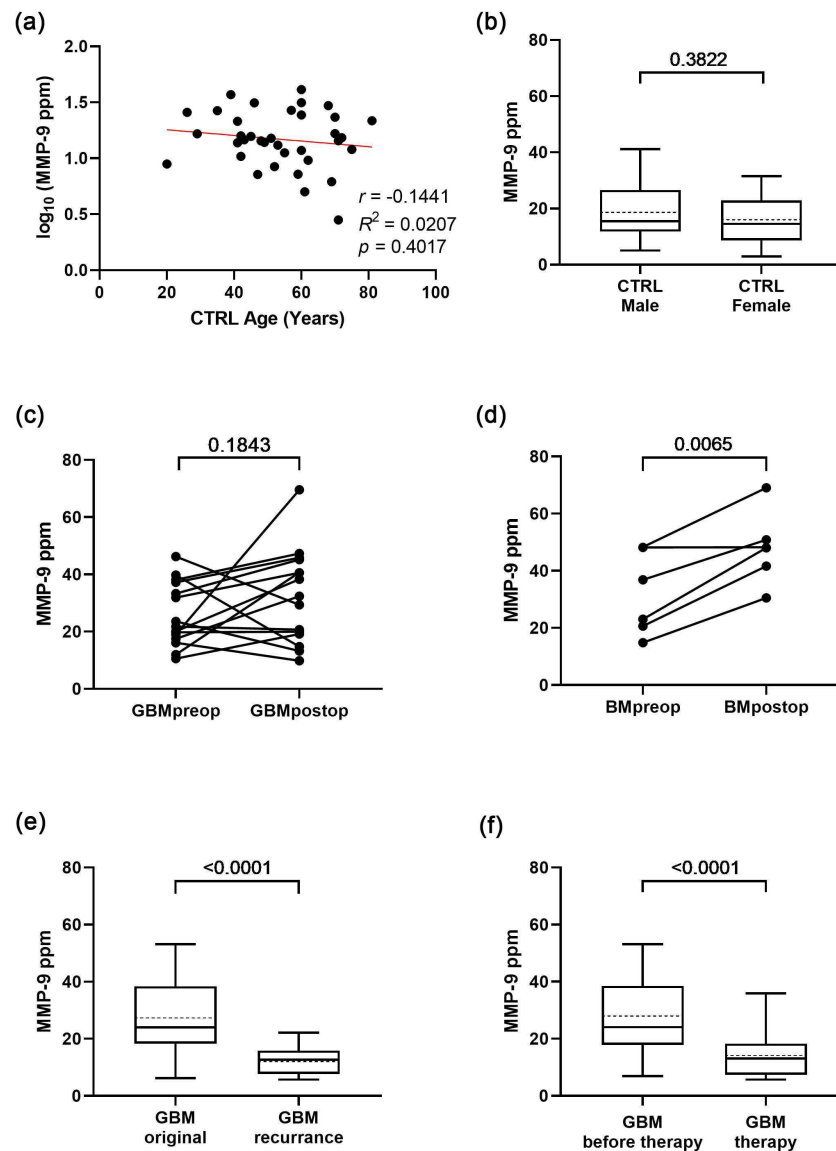 (a)
2.0
1.5
1.0
0.5
0.0
log₁₀ (MMP-9 ppm)
r = -0.1441
R² = 0.0207
p = 0.4017
0 20 40 60 80 100
CTRL Age (Years)
(b)
0.3822
80
60
40
20
0
MMP-9 ppm
CTRL CTRL
Male Female
(c)
0.1843
80
60
40
20
0
MMP-9 ppm
GBMpreop GBMpostop
(d)
0.0065
80
60
40
20
0
MMP-9 ppm
BMpreop BMpostop
(e)
<0.0001
80
60
40
20
0
MMP-9 ppm
GBM GBM
original recurrance
(f)
<0.0001
80
60
40
20
0
MMP-9 ppm
GBM GBM
before therapy therapy